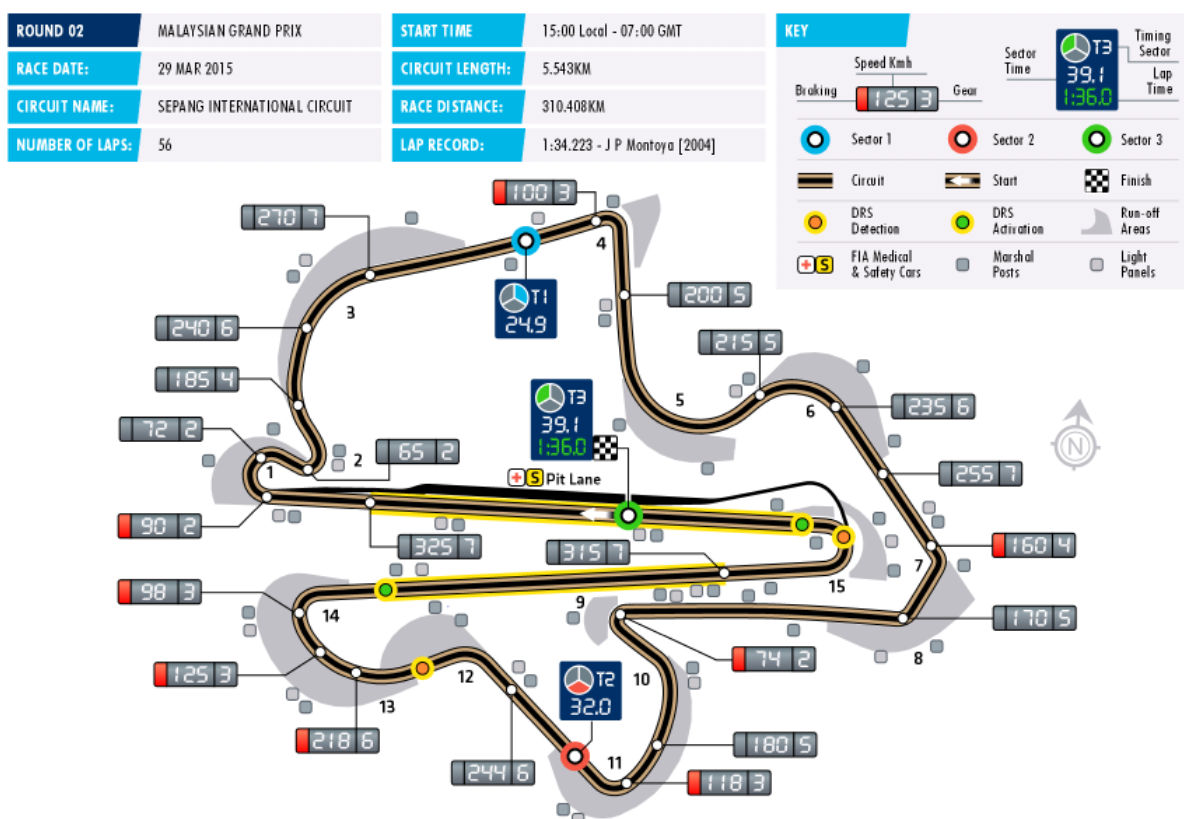 ROUND 02 MALAYSIAN GRAND PRIX
RACE DATE: 29 MAR 2015
CIRCUIT NAME: SEPANG INTERNATIONAL CIRCUIT
NUMBER OF LAPS: 56
START TIME 15:00 Local - 07:00 GMT
CIRCUIT LENGTH: 5.543KM
RACE DISTANCE: 310.408KM
LAP RECORD: 1:34.223 - J P Montoya [2004]
KEY
Speed Kmh
Braking 125 3 Gear
Sector Time
T3
39.1
1:36.0
Timing Sector
Lap Time
Sector 1 Sector 2 Sector 3
Circuit Start Finish
DRS Detection
DRS Activation
Run-off Areas
S FIA Medical & Safety Cars
Marshal Posts
Light Panels
100 3
270 7
4
T1
24.9
3
200 5
240 6
215 5
185 4
T3
39.1
1:36.0
5
6
235 6
72 2
65 2
2
1
N
255 7
S Pit Lane
90 2
325 7
315 7
160 4
7
15
98 3
14
9
170 5
8
125 3
12
T2
32.0
74 2
10
13
218 6
180 5
244 6
11
118 3